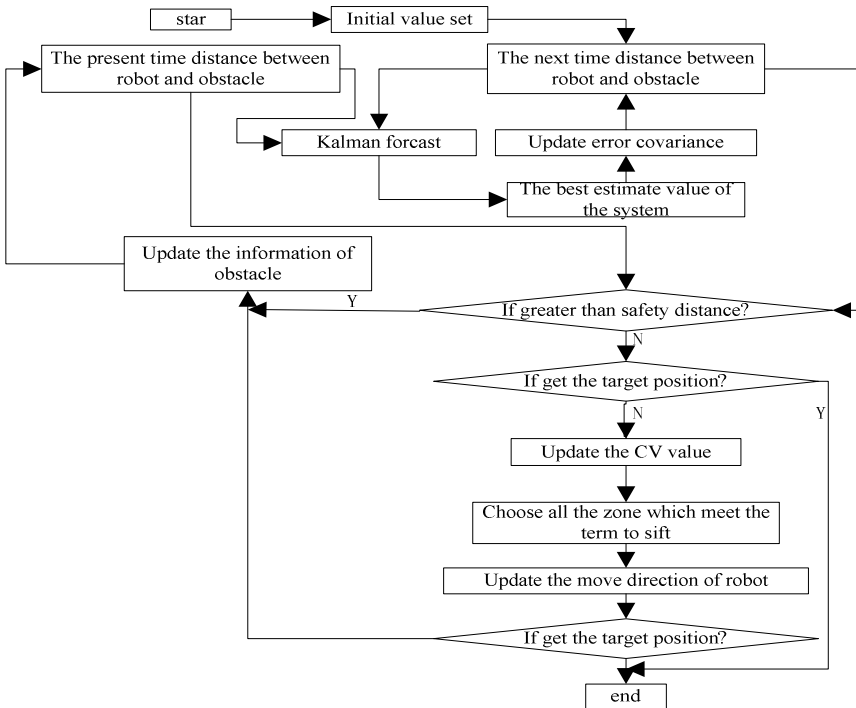 star
Initial value set
The present time distance between
robot and obstacle
The next time distance between
robot and obstacle
Kalman forcast
Update error covariance
The best estimate value of
the system
Update the information of
obstacle
Y
If greater than safety distance?
N
If get the target position?
N
Y
Update the CV value
Choose all the zone which meet the
term to sift
Update the move direction of robot
If get the target position?
end